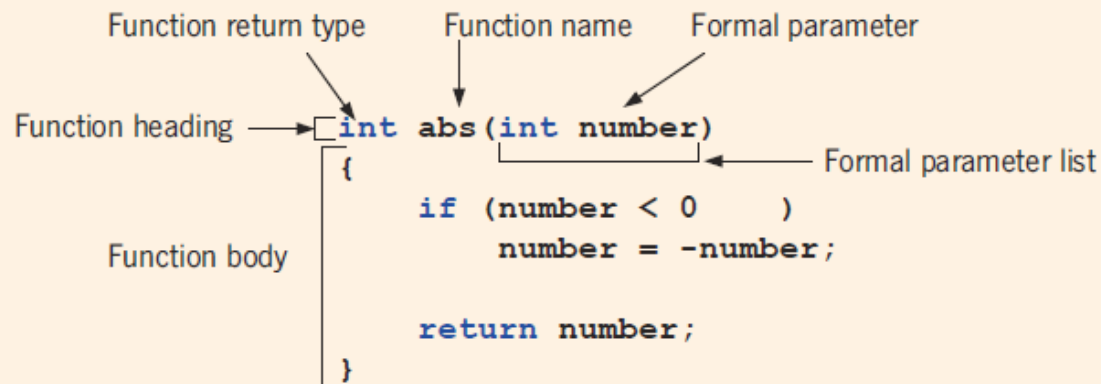 Function return type Function name Formal parameter
Function heading int abs(int number)
Formal parameter list
{
if (number < 0     )
number = -number;
Function body
return number;
}